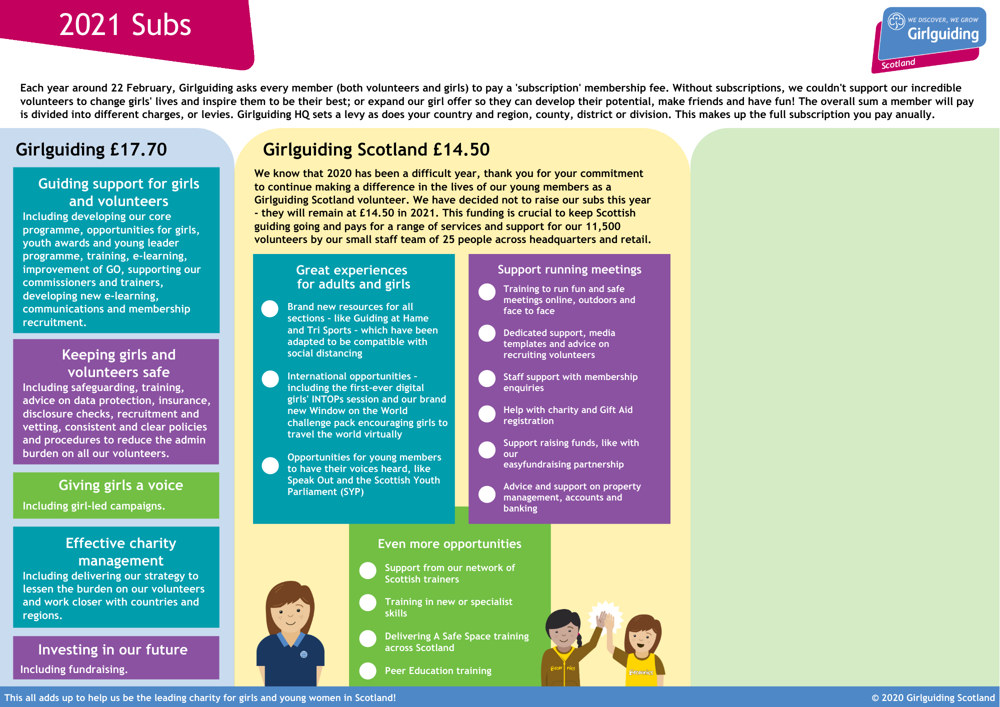 2021 Subs
WE DISCOVER, WE GROW
Girlguiding
Scotland
Each year around 22 February, Girlguiding asks every member (both volunteers and girls) to pay a 'subscription' membership fee. Without subscriptions, we couldn't support our incredible
volunteers to change girls' lives and inspire them to be their best; or expand our girl offer so they can develop their potential, make friends and have fun! The overall sum a member will pay
is divided into different charges, or levies. Girlguiding HQ sets a levy as does your country and region, county, district or division. This makes up the full subscription you pay anually.
Girlguiding £17.70
Guiding support for girls
and volunteers
Including developing our core
programme, opportunities for girls,
youth awards and young leader
programme, training, e-learning,
improvement of GO, supporting our
commissioners and trainers,
developing new e-learning,
communications and membership
recruitment.
Keeping girls and
volunteers safe
Including safeguarding, training,
advice on data protection, insurance,
disclosure checks, recruitment and
vetting, consistent and clear policies
and procedures to reduce the admin
burden on all our volunteers.
Giving girls a voice
Including girl-led campaigns.
Effective charity
management
Including delivering our strategy to
lessen the burden on our volunteers
and work closer with countries and
regions.
Investing in our future
Including fundraising.
Girlguiding Scotland £14.50
We know that 2020 has been a difficult year, thank you for your commitment
to continue making a difference in the lives of our young members as a
Girlguiding Scotland volunteer. We have decided not to raise our subs this year
- they will remain at £14.50 in 2021. This funding is crucial to keep Scottish
guiding going and pays for a range of services and support for our 11,500
volunteers by our small staff team of 25 people across headquarters and retail.
Great experiences
for adults and girls
Brand new resources for all
sections – like Guiding at Hame
and Tri Sports – which have been
adapted to be compatible with
social distancing
International opportunities –
including the first-ever digital
girls' INTOPs session and our brand
new Window on the World
challenge pack encouraging girls to
travel the world virtually
Opportunities for young members
to have their voices heard, like
Speak Out and the Scottish Youth
Parliament (SYP)
Support running meetings
Training to run fun and safe
meetings online, outdoors and
face to face
Dedicated support, media
templates and advice on
recruiting volunteers
Staff support with membership
enquiries
Help with charity and Gift Aid
registration
Support raising funds, like with
our
easyfundraising partnership
Advice and support on property
management, accounts and
banking
Even more opportunities
Support from our network of
Scottish trainers
Training in new or specialist
skills
Delivering A Safe Space training
across Scotland
Peer Education training
Brow nies
Brownies
This all adds up to help us be the leading charity for girls and young women in Scotland!
© 2020 Girlguiding Scotland